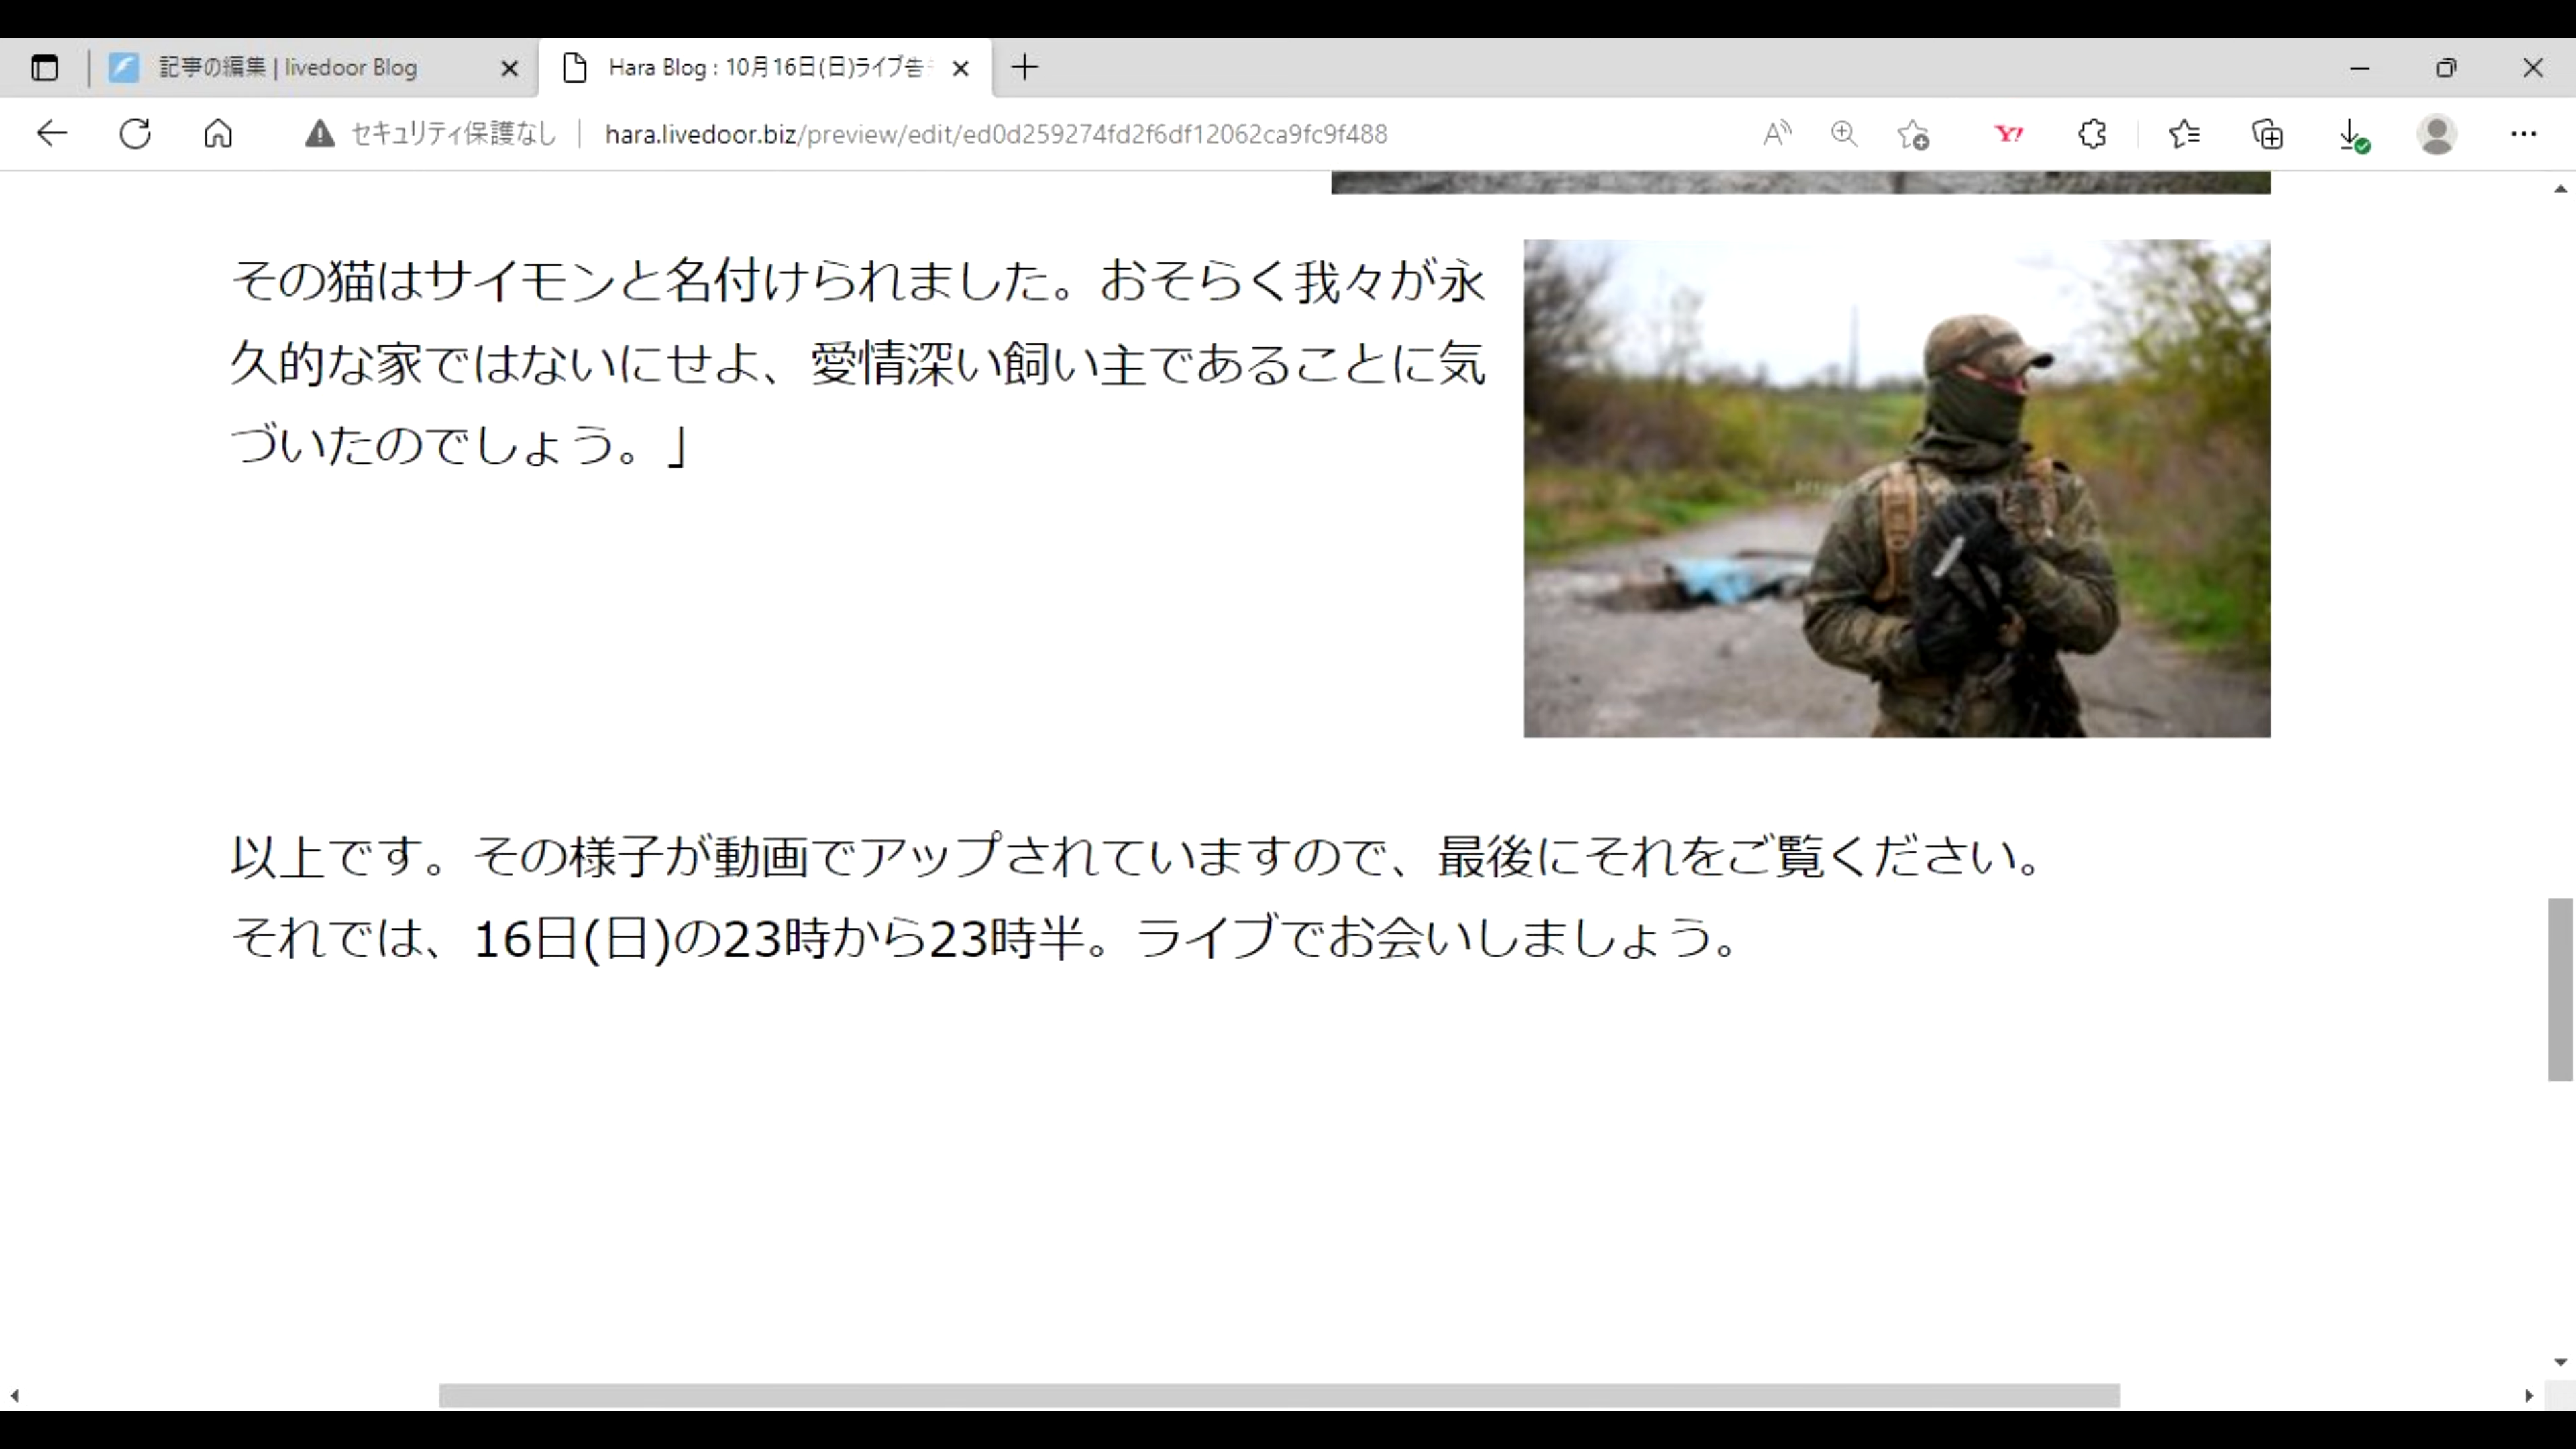 記事の編集 | livedoor Blog
Hara Blog : 10月16日(日)ライブ告
セキュリティ保護なし
hara.livedoor.biz/preview/edit/ed0d259274fd2f6df12062ca9fc9f488
その猫はサイモンと名付けられました。おそらく我々が永
久的な家ではないにせよ、愛情深い飼い主であることに気
づいたのでしょう。」
以上です。その様子が動画でアップされていますので、最後にそれをご覧ください。
それでは、16日(日)の23時から23時半。ライブでお会いしましょう。